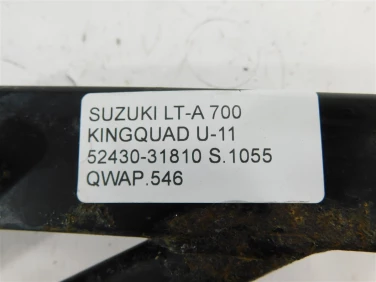 SUZUKI LT-A 700
KINGQUAD U-11
52430-31810 S.1055
QWAP.546